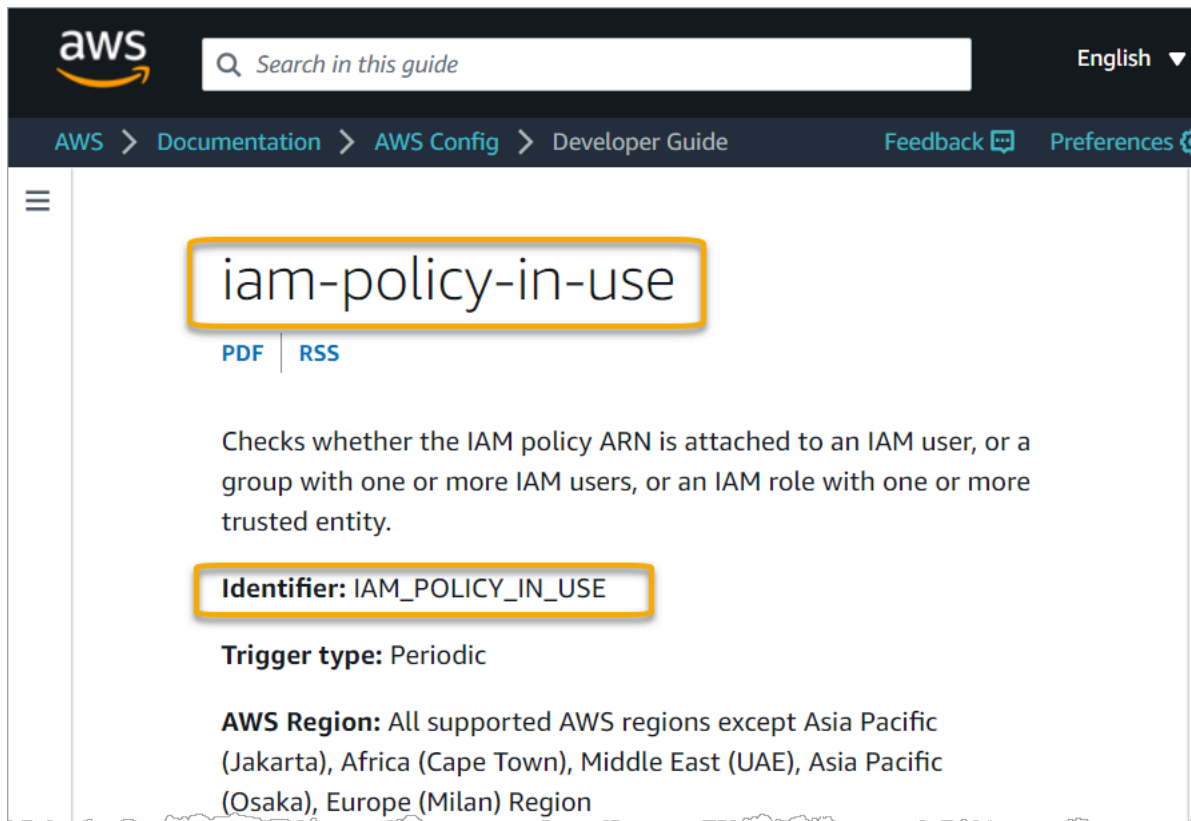 aws
Search in this guide
English
AWS > Documentation > AWS Config > Developer Guide
Feedback
Preferences
iam-policy-in-use
PDF
RSS
Checks whether the IAM policy ARN is attached to an IAM user, or a
group with one or more IAM users, or an IAM role with one or more
trusted entity.
Identifier: IAM_POLICY_IN_USE
Trigger type: Periodic
AWS Region: All supported AWS regions except Asia Pacific
(Jakarta), Africa (Cape Town), Middle East (UAE), Asia Pacific
(Osaka), Europe (Milan) Region